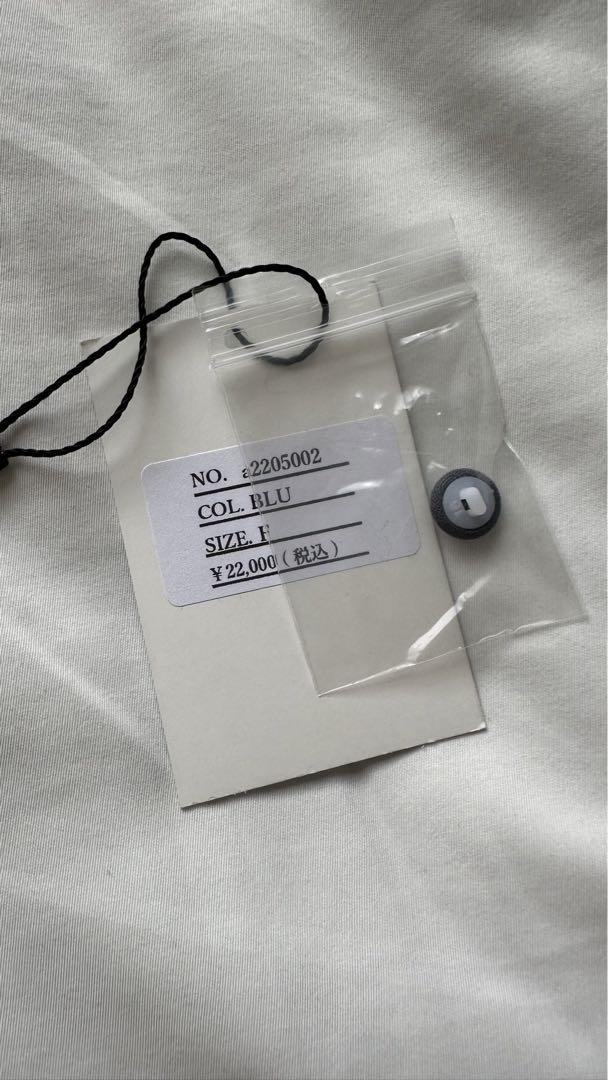 NO. a2205002
COL. BLU
SIZE. F
¥22,000(税込)